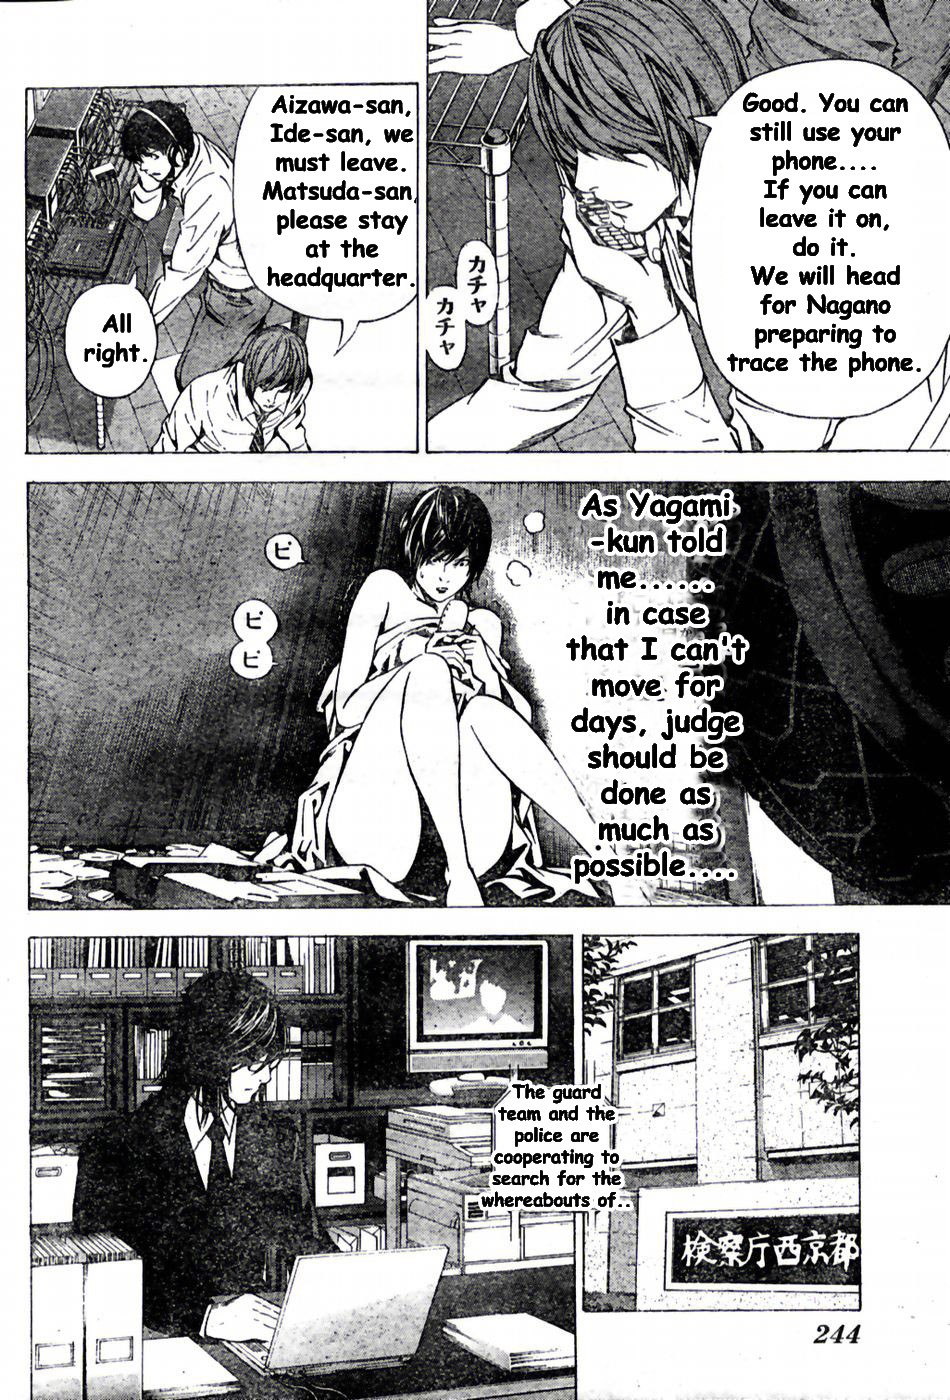 Good. You can
still use your
phone....
If you can
leave it on,
do it.
We will head
for Nagano
preparing to
trace the phone.
カチャ
カチャ
Aizawa-san,
Ide-san, we
must leave.
Matsuda-san,
please stay
at the
headquarter.
All
right.
As Yagami
-kun told
me......
in case
that I can't
move for
days, judge
should be
done as
much as
possible....
ピ
ピ
ピ
検察庁西京都
The guard
team and the
police are
cooperating to
search for the
whereabouts of..
244